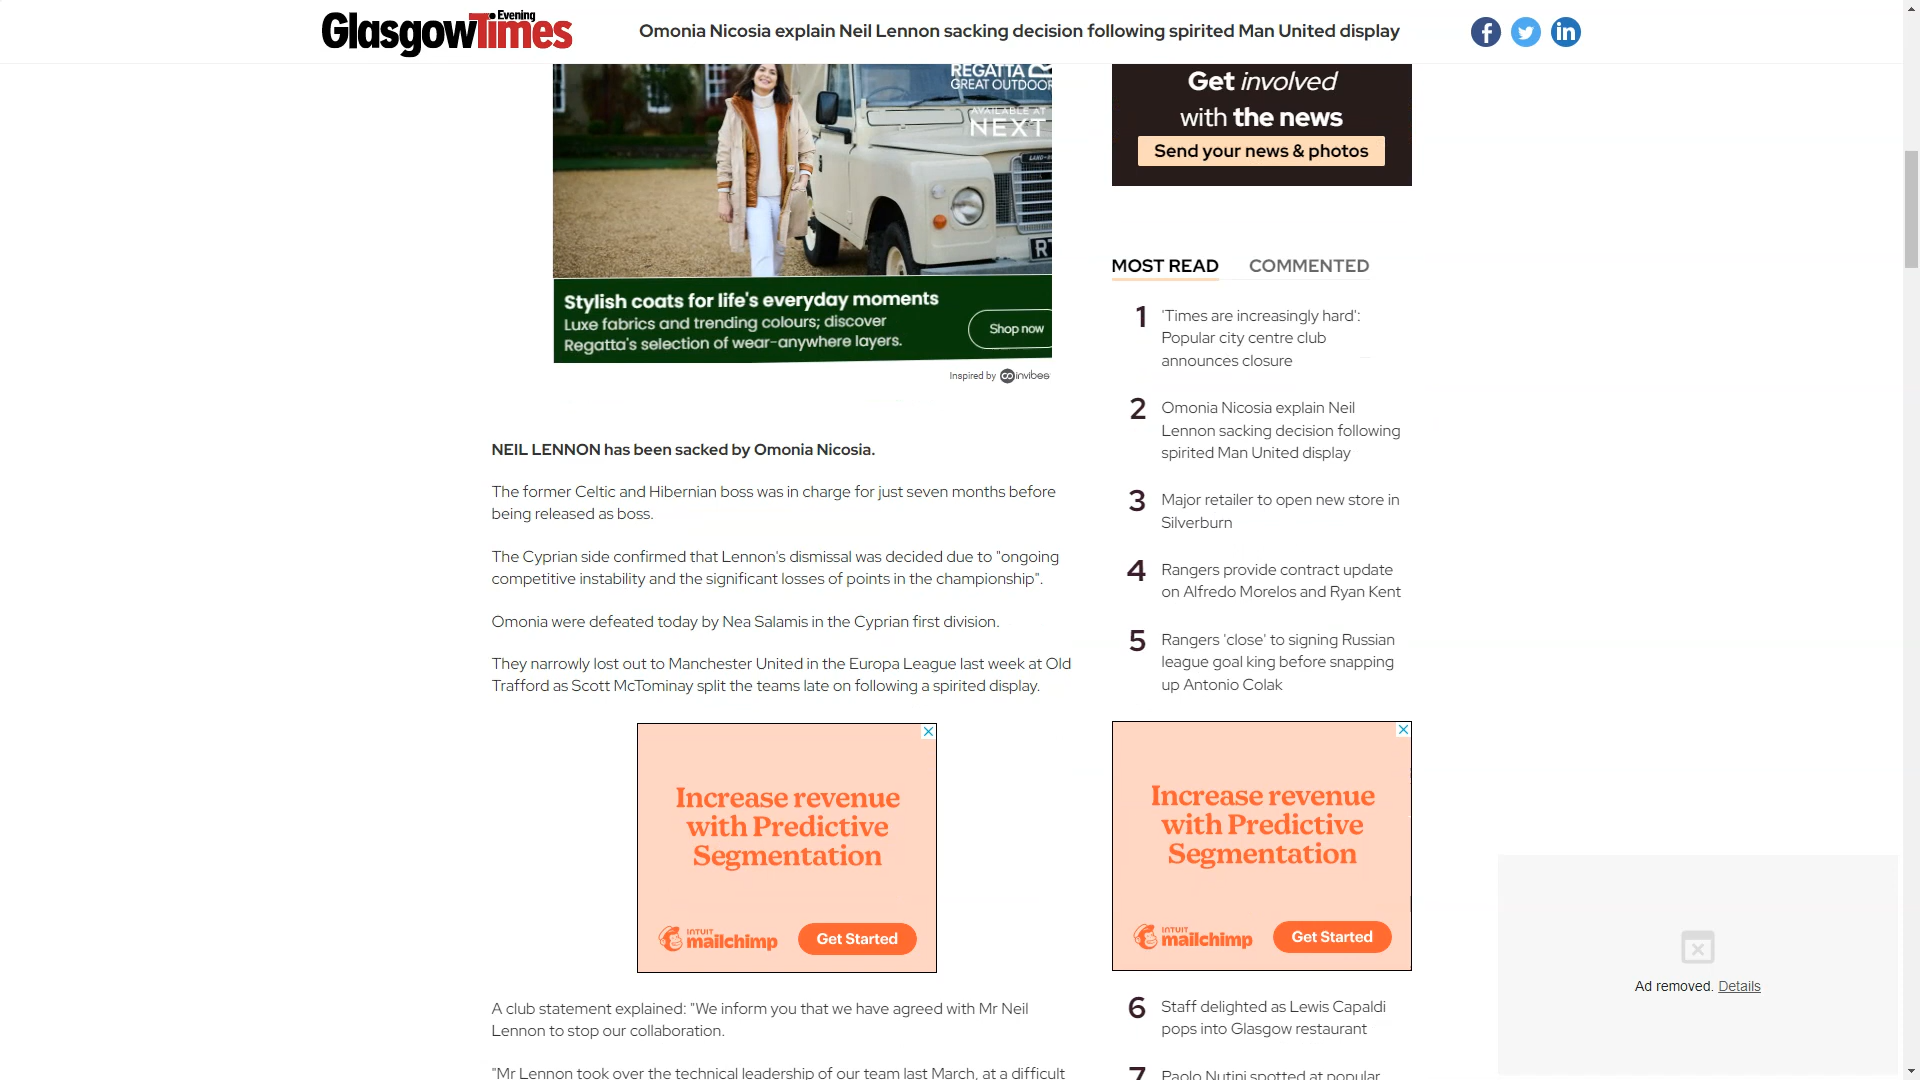 Glasgow Evening Times
Omonia Nicosia explain Neil Lennon sacking decision following spirited Man United display
REGATTA
GREAT OUTDOOR
AVAILABLE AT
NEXT
LAND-
Stylish coats for life's everyday moments
Luxe fabrics and trending colours; discover
Regatta's selection of wear-anywhere layers.
Shop now
Inspired by invibes
NEIL LENNON has been sacked by Omonia Nicosia.
The former Celtic and Hibernian boss was in charge for just seven months before
being released as boss.
The Cyprian side confirmed that Lennon's dismissal was decided due to "ongoing
competitive instability and the significant losses of points in the championship".
Omonia were defeated today by Nea Salamis in the Cyprian first division.
They narrowly lost out to Manchester United in the Europa League last week at Old
Trafford as Scott McTominay split the teams late on following a spirited display.
Increase revenue
with Predictive
Segmentation
INTUIT
mailchimp
Get Started
A club statement explained: "We inform you that we have agreed with Mr Neil
Lennon to stop our collaboration.
"Mr Lennon took over the technical leadership of our team last March, at a difficult
Get involved
with the news
Send your news & photos
MOST READ COMMENTED
1 'Times are increasingly hard':
Popular city centre club
announces closure
2 Omonia Nicosia explain Neil
Lennon sacking decision following
spirited Man United display
3 Major retailer to open new store in
Silverburn
4 Rangers provide contract update
on Alfredo Morelos and Ryan Kent
5 Rangers 'close' to signing Russian
league goal king before snapping
up Antonio Colak
Increase revenue
with Predictive
Segmentation
INTUIT
mailchimp
Get Started
6 Staff delighted as Lewis Capaldi
pops into Glasgow restaurant
7 Paolo Nutini spotted at popular
Ad removed. Details